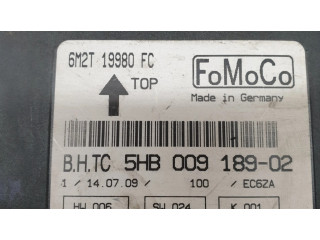 6M2T 19980 FC
TOP
FoMoCo
Made in Germany
B.H.TC 5HB 009 189-02
1 / 14.07.09 / 100 / EC6ZA
HW 006 SW 024 K 001